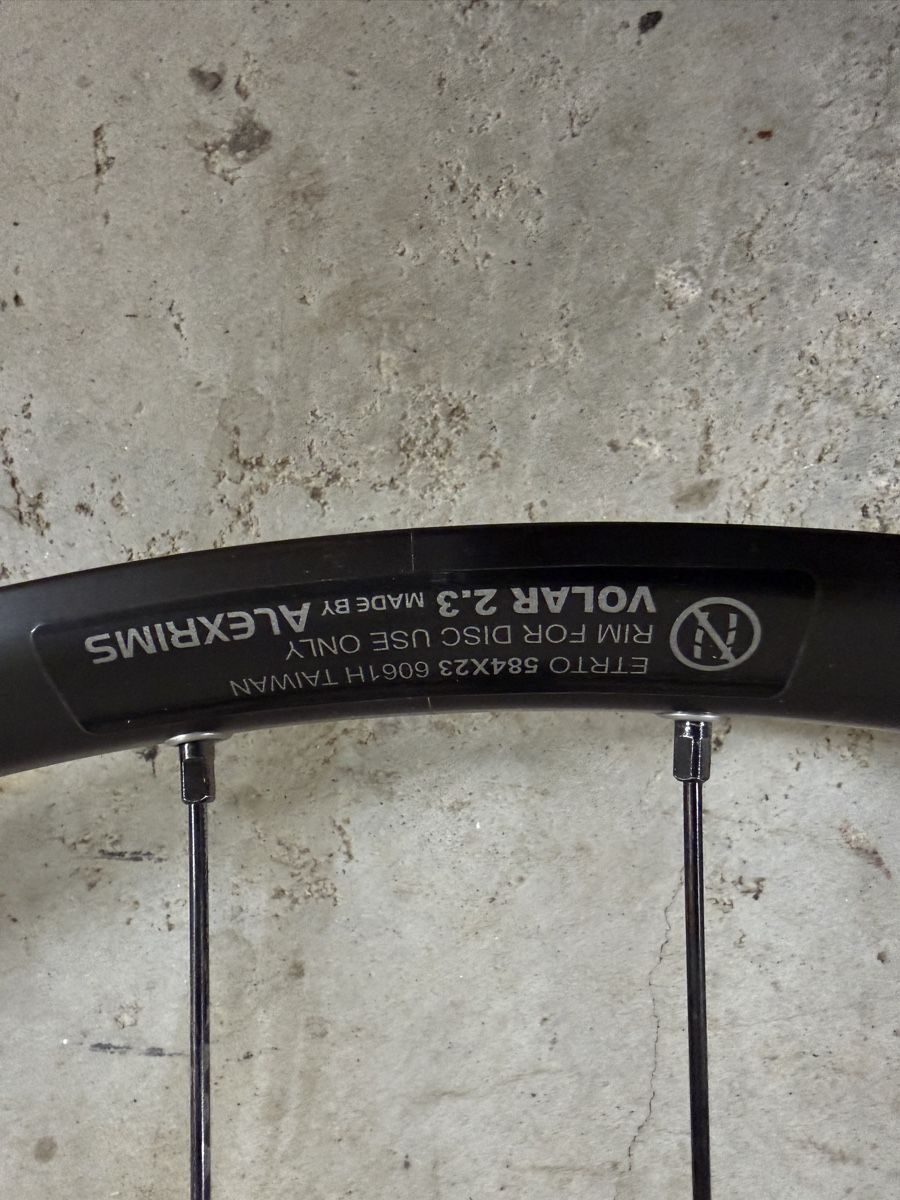 VOLAR 2.3 MADE BY ALEXRIMS
RIM FOR DISC USE ONLY
ETRTO 584X23 6061H TAIWAN